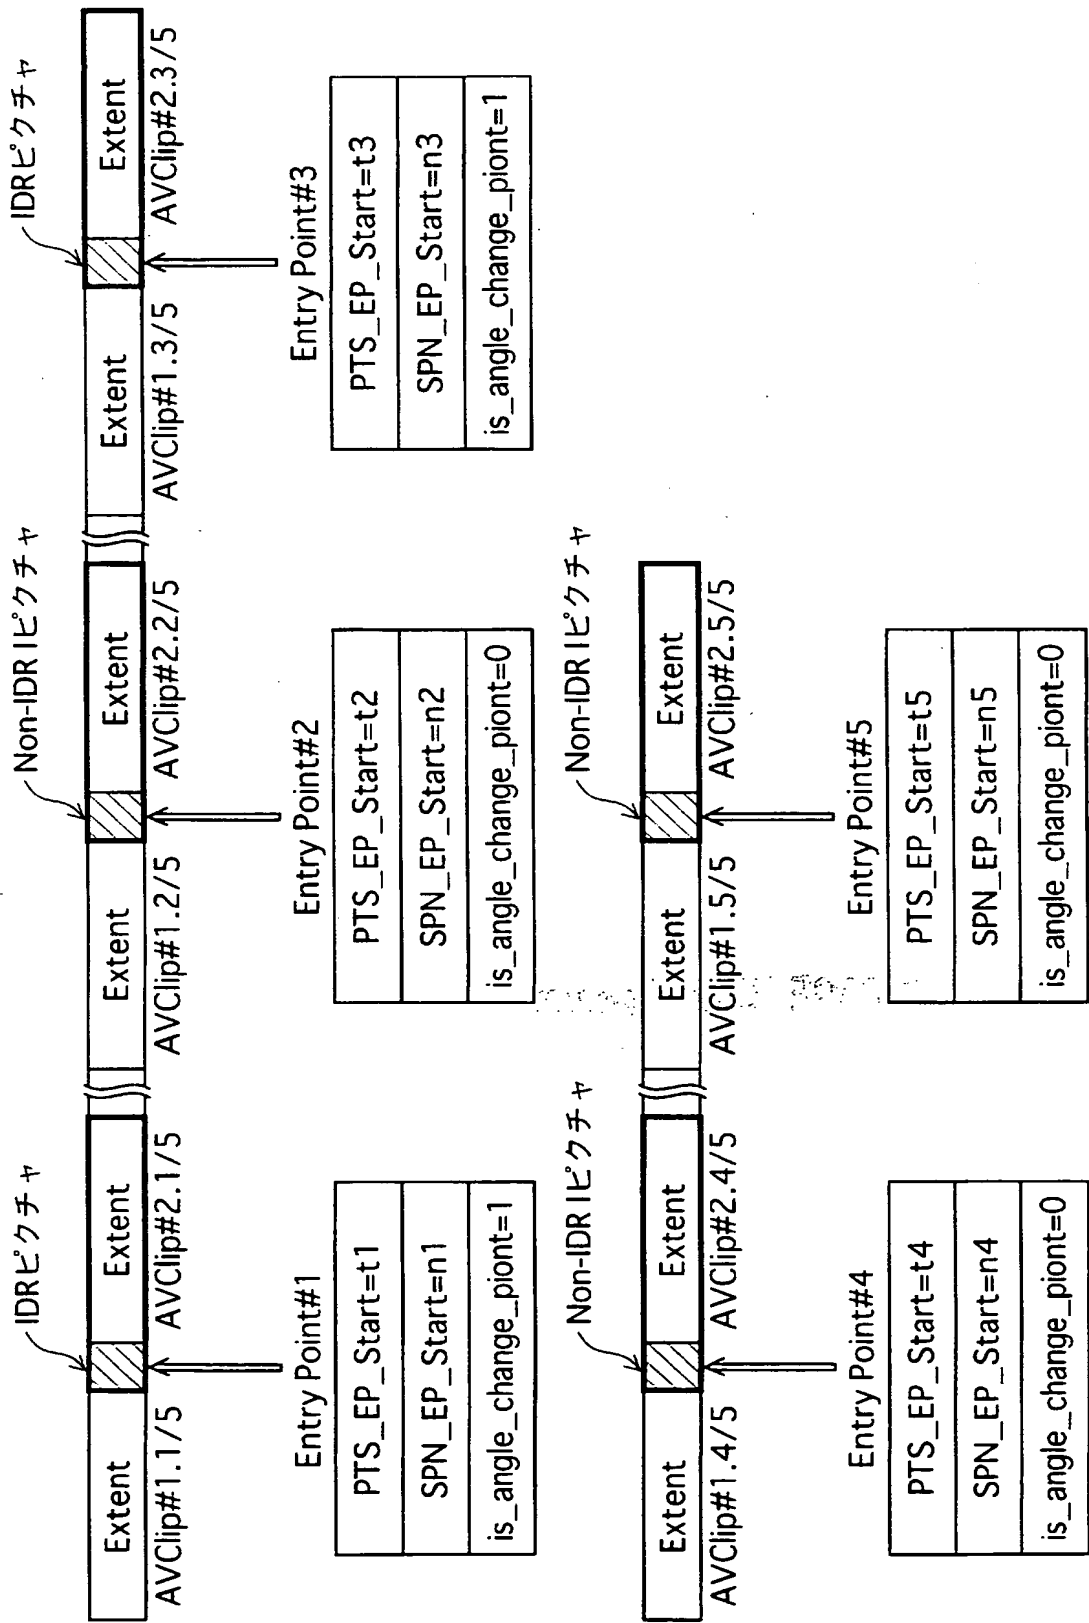 IDRピクチャ
Non-IDR Iピクチャ
IDRピクチャ
Extent
Extent
Extent
Extent
Extent
Extent
AVClip#1.1/5
AVClip#2.1/5
AVClip#1.2/5
AVClip#2.2/5
AVClip#1.3/5
AVClip#2.3/5
Entry Point#1
PTS_EP_Start=t1
SPN_EP_Start=n1
is_angle_change_piont=1
Entry Point#2
PTS_EP_Start=t2
SPN_EP_Start=n2
is_angle_change_piont=0
Entry Point#3
PTS_EP_Start=t3
SPN_EP_Start=n3
is_angle_change_piont=1
Non-IDR Iピクチャ
Non-IDR Iピクチャ
Extent
Extent
Extent
Extent
AVClip#1.4/5
AVClip#2.4/5
AVClip#1.5/5
AVClip#2.5/5
Entry Point#4
PTS_EP_Start=t4
SPN_EP_Start=n4
is_angle_change_piont=0
Entry Point#5
PTS_EP_Start=t5
SPN_EP_Start=n5
is_angle_change_piont=0